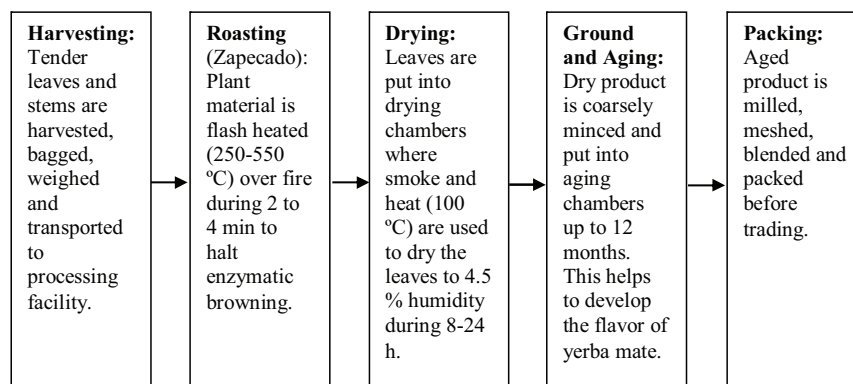 Harvesting:
Tender
leaves and
stems are
harvested,
bagged,
weighed
and
transported
to
processing
facility.
Roasting
(Zapecado):
Plant
material is
flash heated
(250-550
ºC) over fire
during 2 to
4 min to
halt
enzymatic
browning.
Drying:
Leaves are
put into
drying
chambers
where
smoke and
heat (100
ºC) are used
to dry the
leaves to 4.5
% humidity
during 8-24
h.
Ground
and Aging:
Dry product
is coarsely
minced and
put into
aging
chambers
up to 12
months.
This helps
to develop
the flavor of
yerba mate.
Packing:
Aged
product is
milled,
meshed,
blended and
packed
before
trading.